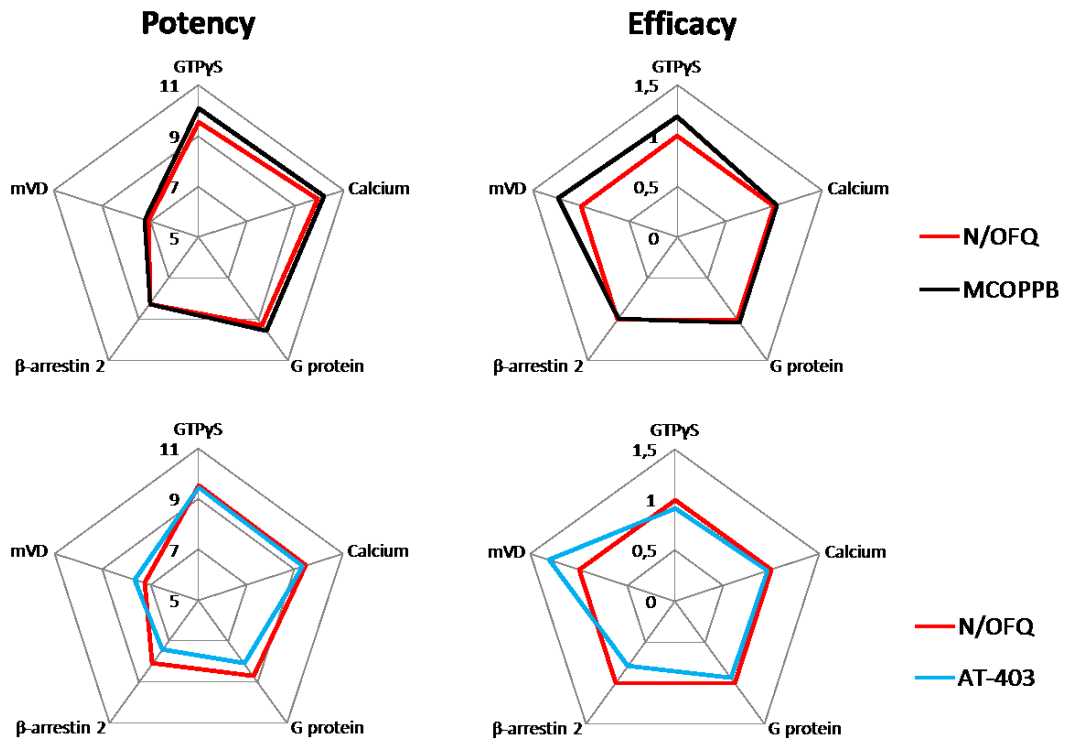 Potency
Efficacy
GTPγS
GTPγS
11
1,5
9
1
mVD
Calcium
mVD
Calcium
7
0,5
5
0
N/OFQ
MCOPPB
β-arrestin 2
G protein
β-arrestin 2
G protein
GTPγS
GTPγS
11
1,5
9
1
mVD
Calcium
mVD
Calcium
7
0,5
5
0
N/OFQ
AT-403
β-arrestin 2
G protein
β-arrestin 2
G protein